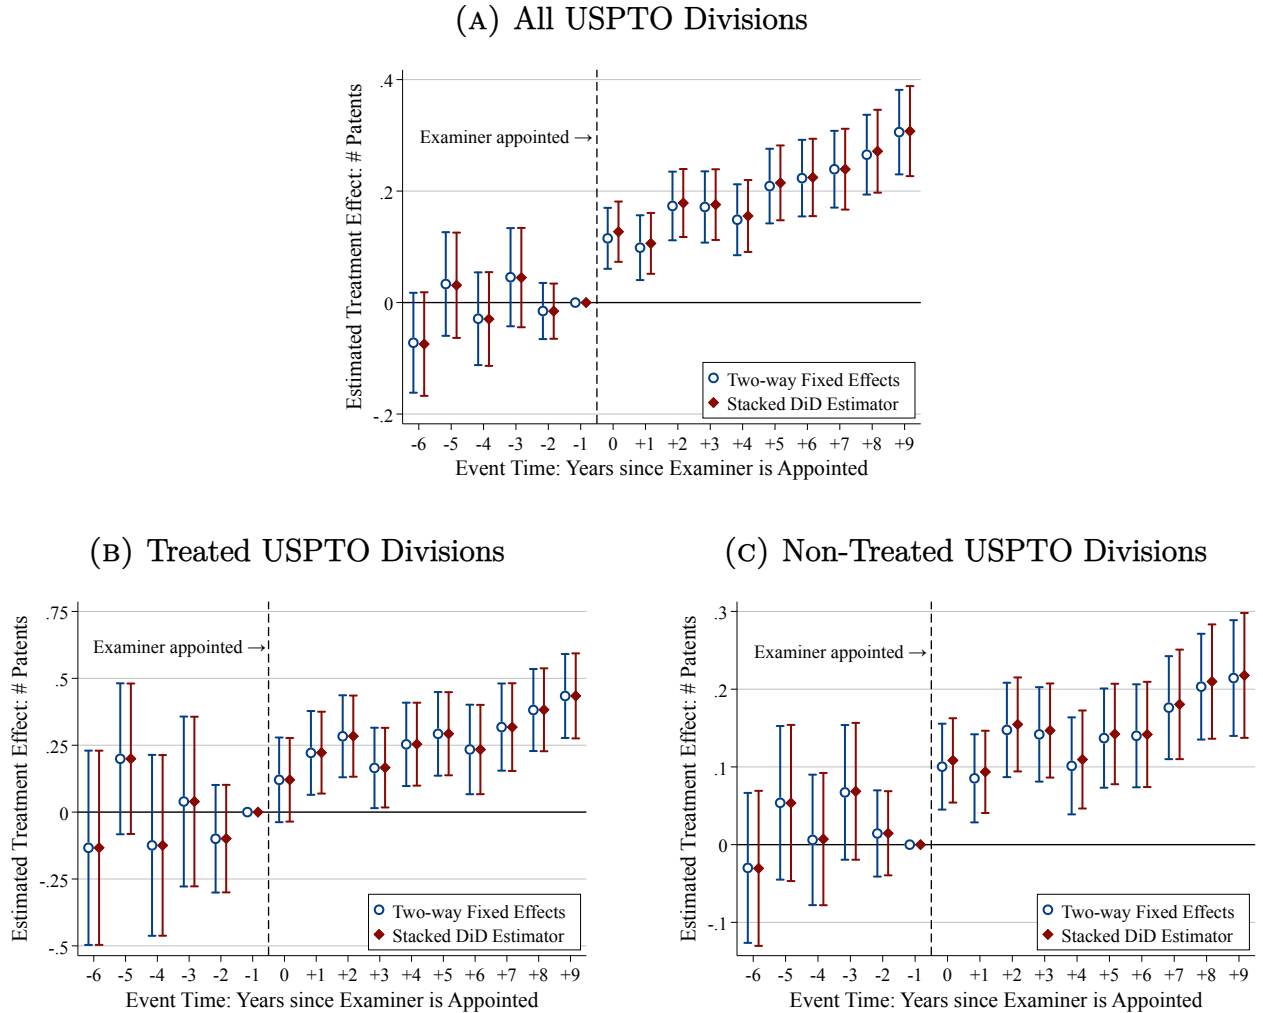 (A) All USPTO Divisions
Estimated Treatment Effect: # Patents
.4
.2
0
-.2
Examiner appointed →
Two-way Fixed Effects
Stacked DiD Estimator
-6 -5 -4 -3 -2 -1 0 +1 +2 +3 +4 +5 +6 +7 +8 +9
Event Time: Years since Examiner is Appointed
(B) Treated USPTO Divisions
Estimated Treatment Effect: # Patents
.75
.5
.25
0
-.25
-.5
Examiner appointed →
Two-way Fixed Effects
Stacked DiD Estimator
-6 -5 -4 -3 -2 -1 0 +1 +2 +3 +4 +5 +6 +7 +8 +9
Event Time: Years since Examiner is Appointed
(C) Non-Treated USPTO Divisions
Estimated Treatment Effect: # Patents
.3
.2
.1
0
-.1
Examiner appointed →
Two-way Fixed Effects
Stacked DiD Estimator
-6 -5 -4 -3 -2 -1 0 +1 +2 +3 +4 +5 +6 +7 +8 +9
Event Time: Years since Examiner is Appointed